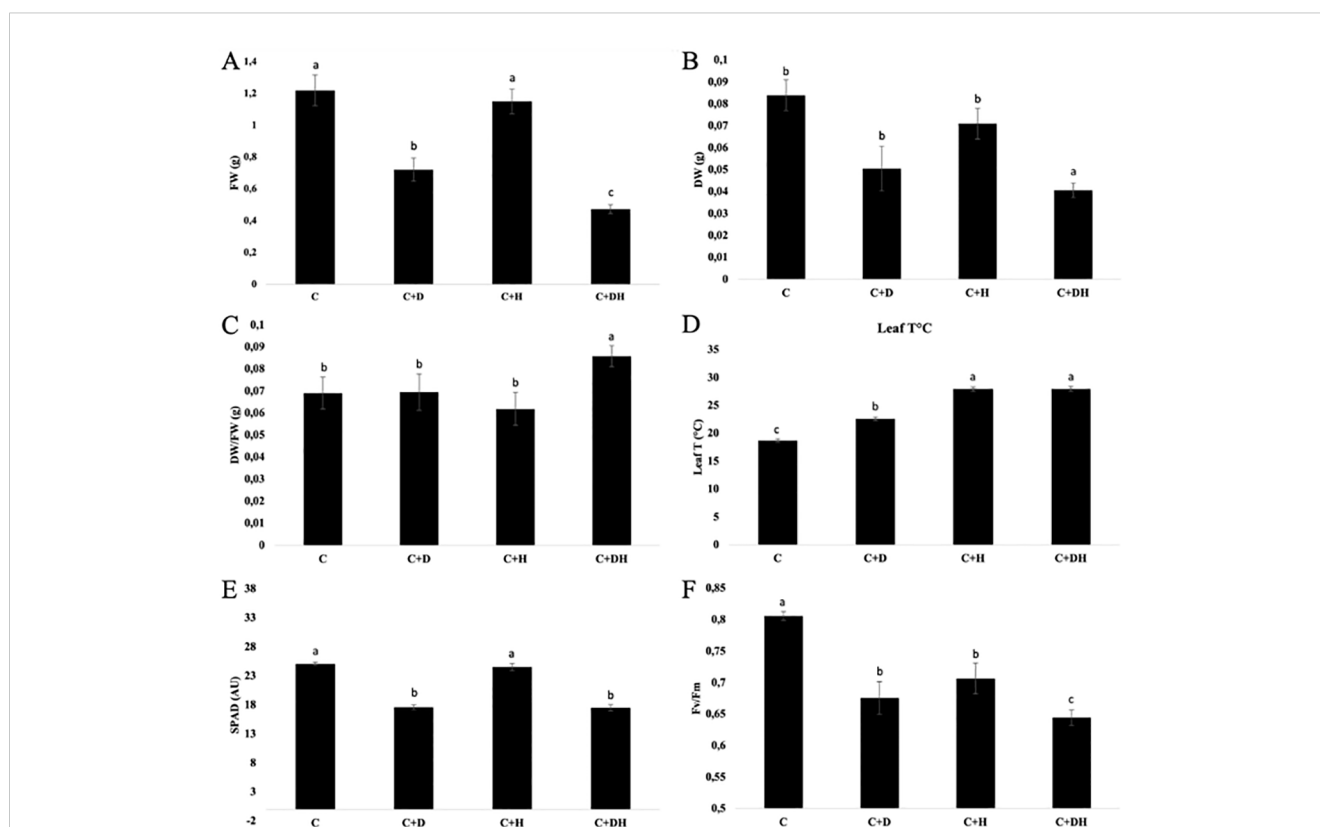 A
1,4
1,2
1
0,8
0,6
0,4
0,2
0
FW (g)
a
b
a
c
C
C+D
C+H
C+DH
B
0,1
0,09
0,08
0,07
0,06
0,05
0,04
0,03
0,02
0,01
0
DW (g)
b
b
b
a
C
C+D
C+H
C+DH
C
0,1
0,09
0,08
0,07
0,06
0,05
0,04
0,03
0,02
0,01
0
DW/FW (g)
b
b
b
a
C
C+D
C+H
C+DH
D
Leaf T°C
35
30
25
20
15
10
5
0
Leaf T (°C)
c
b
a
a
C
C+D
C+H
C+DH
E
38
33
28
23
18
13
8
3
-2
SPAD (AU)
a
b
a
b
C
C+D
C+H
C+DH
F
0,85
0,8
0,75
0,7
0,65
0,6
0,55
0,5
Fv/Fm
a
b
b
c
C
C+D
C+H
C+DH